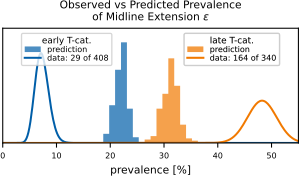 Observed vs Predicted Prevalence
of Midline Extension ε
early T-cat.
prediction
data: 29 of 408
late T-cat.
prediction
data: 164 of 340
0 10 20 30 40 50
prevalence [%]